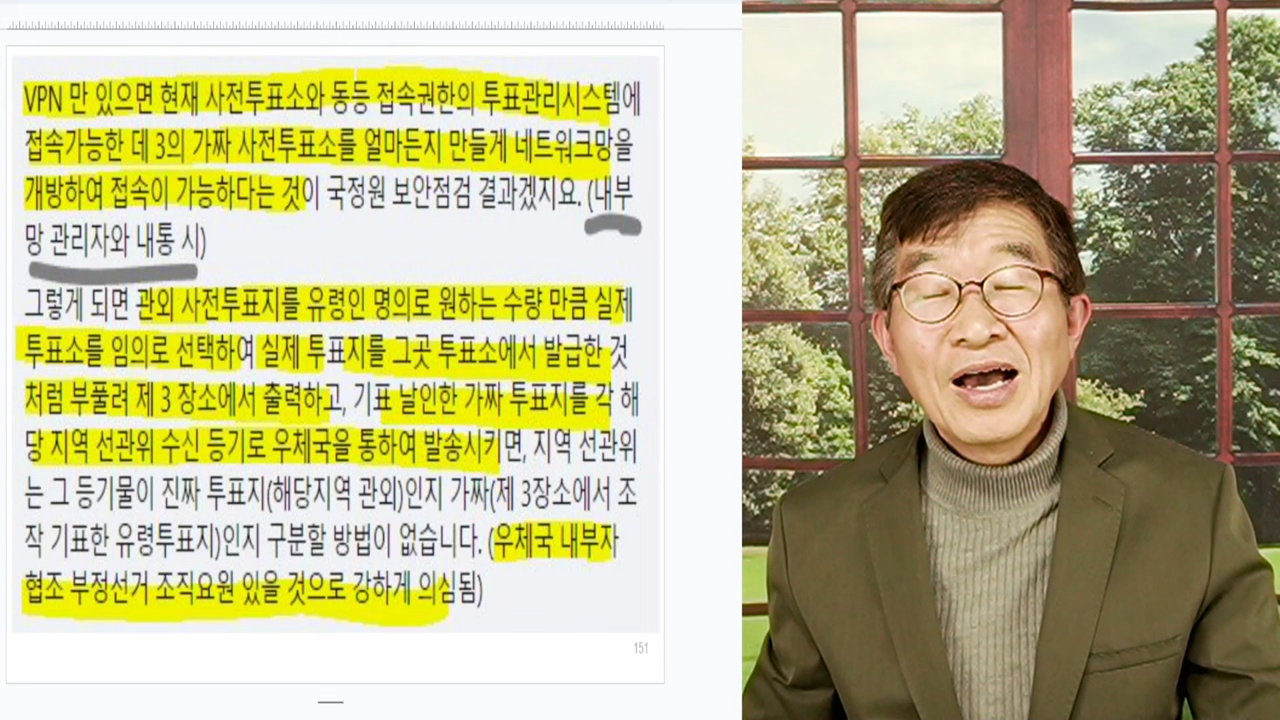 VPN 만 있으면 현재 사전투표소와 동등 접속권한의 투표관리시스템에
접속가능한 데 3의 가짜 사전투표소를 얼마든지 만들게 네트워크망을
개방하여 접속이 가능하다는 것이 국정원 보안점검 결과겠지요. (내부
망 관리자와 내통 시)
그렇게 되면 관외 사전투표지를 유령인 명의로 원하는 수량 만큼 실제
투표소를 임의로 선택하여 실제 투표지를 그곳 투표소에서 발급한 것
처럼 부풀려 제 3 장소에서 출력하고, 기표 날인한 가짜 투표지를 각 해
당 지역 선관위 수신 등기로 우체국을 통하여 발송시키면, 지역 선관위
는 그 등기물이 진짜 투표지(해당지역 관외)인지 가짜(제 3장소에서 조
작 기표한 유령투표지)인지 구분할 방법이 없습니다. (우체국 내부자
협조 부정선거 조직요원 있을 것으로 강하게 의심됨)
151